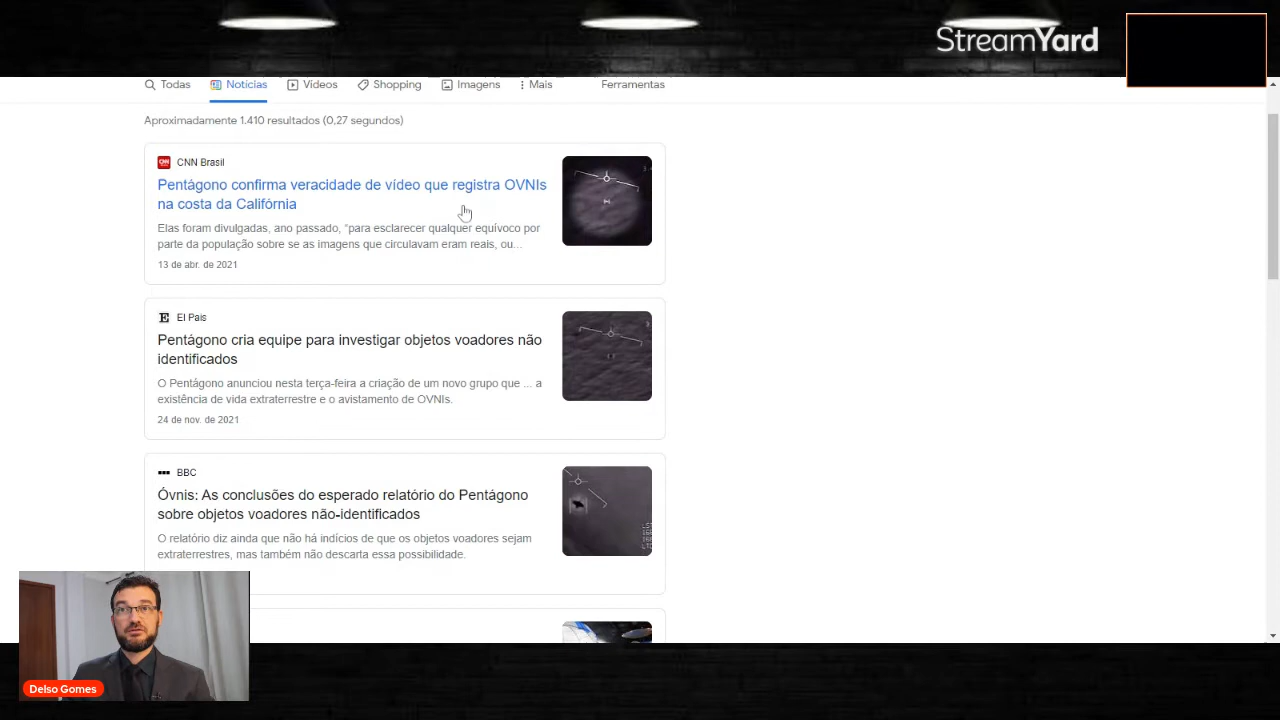 StreamYard
Todas
Notícias
Vídeos
Shopping
Imagens
Mais
Ferramentas
Aproximadamente 1.410 resultados (0,27 segundos)
CNN Brasil
Pentágono confirma veracidade de vídeo que registra OVNIs
na costa da Califórnia
Elas foram divulgadas, ano passado, "para esclarecer qualquer equívoco por
parte da população sobre se as imagens que circulavam eram reais, ou...
13 de abr. de 2021
El Pais
Pentágono cria equipe para investigar objetos voadores não
identificados
O Pentágono anunciou nesta terça-feira a criação de um novo grupo que ... a
existência de vida extraterrestre e o avistamento de OVNIs.
24 de nov. de 2021
BBC
Óvnis: As conclusões do esperado relatório do Pentágono
sobre objetos voadores não-identificados
O relatório diz ainda que não há indícios de que os objetos voadores sejam
extraterrestres, mas também não descarta essa possibilidade.
Delso Gomes